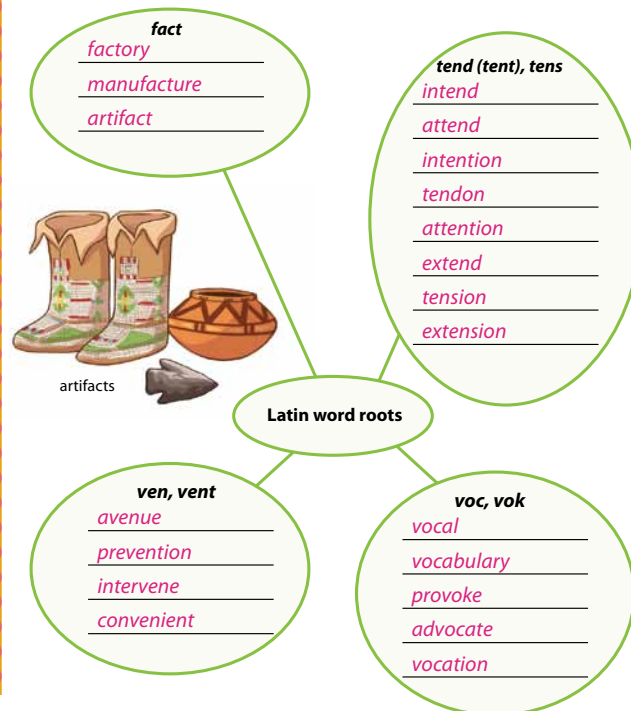 fact
factory
manufacture
artifact
tend (tent), tens
intend
attend
intention
tendon
attention
extend
tension
extension
artifacts
Latin word roots
ven, vent
avenue
prevention
intervene
convenient
voc, vok
vocal
vocabulary
provoke
advocate
vocation